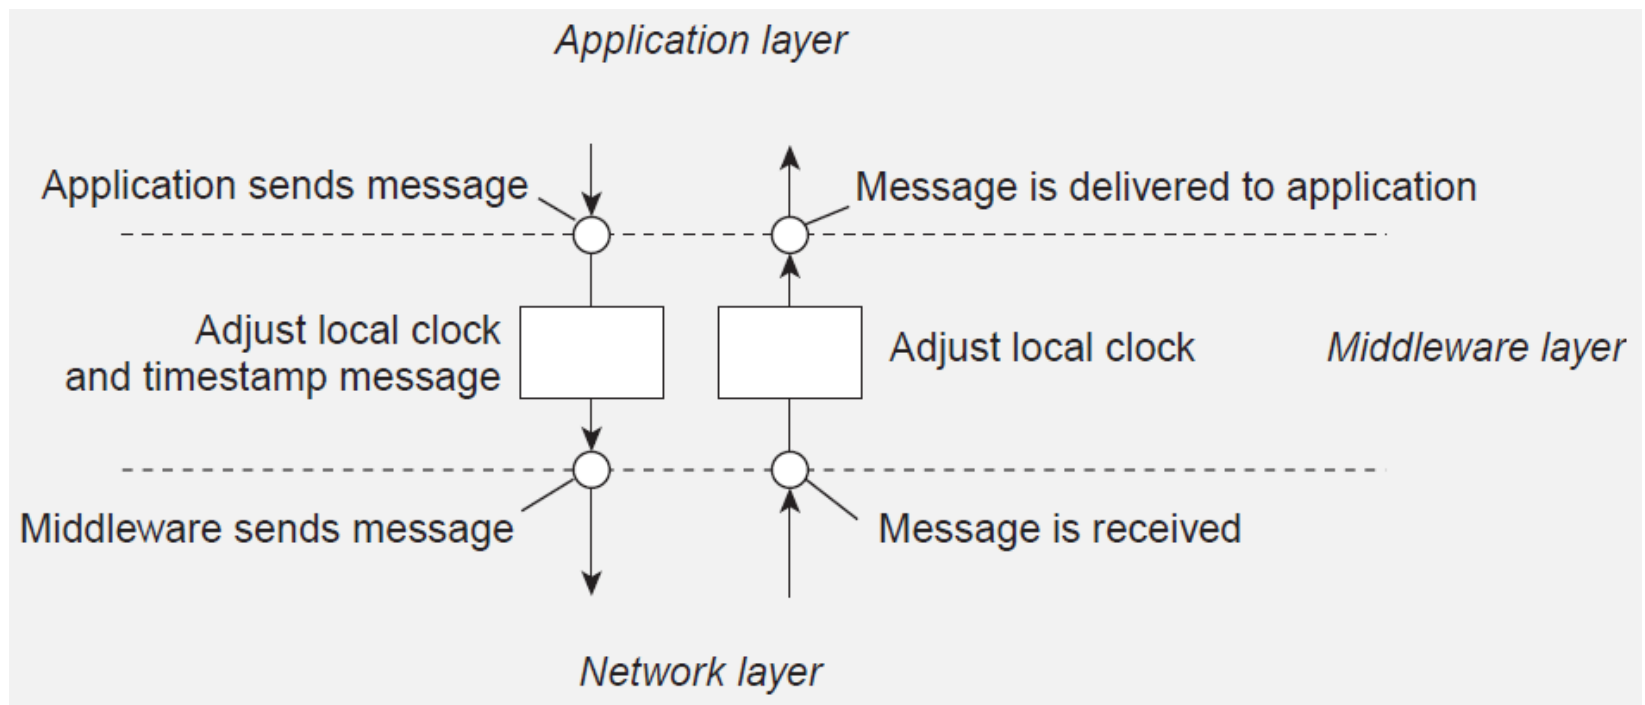 Application layer
Application sends message
Message is delivered to application
Adjust local clock
and timestamp message
Adjust local clock
Middleware layer
Middleware sends message
Message is received
Network layer